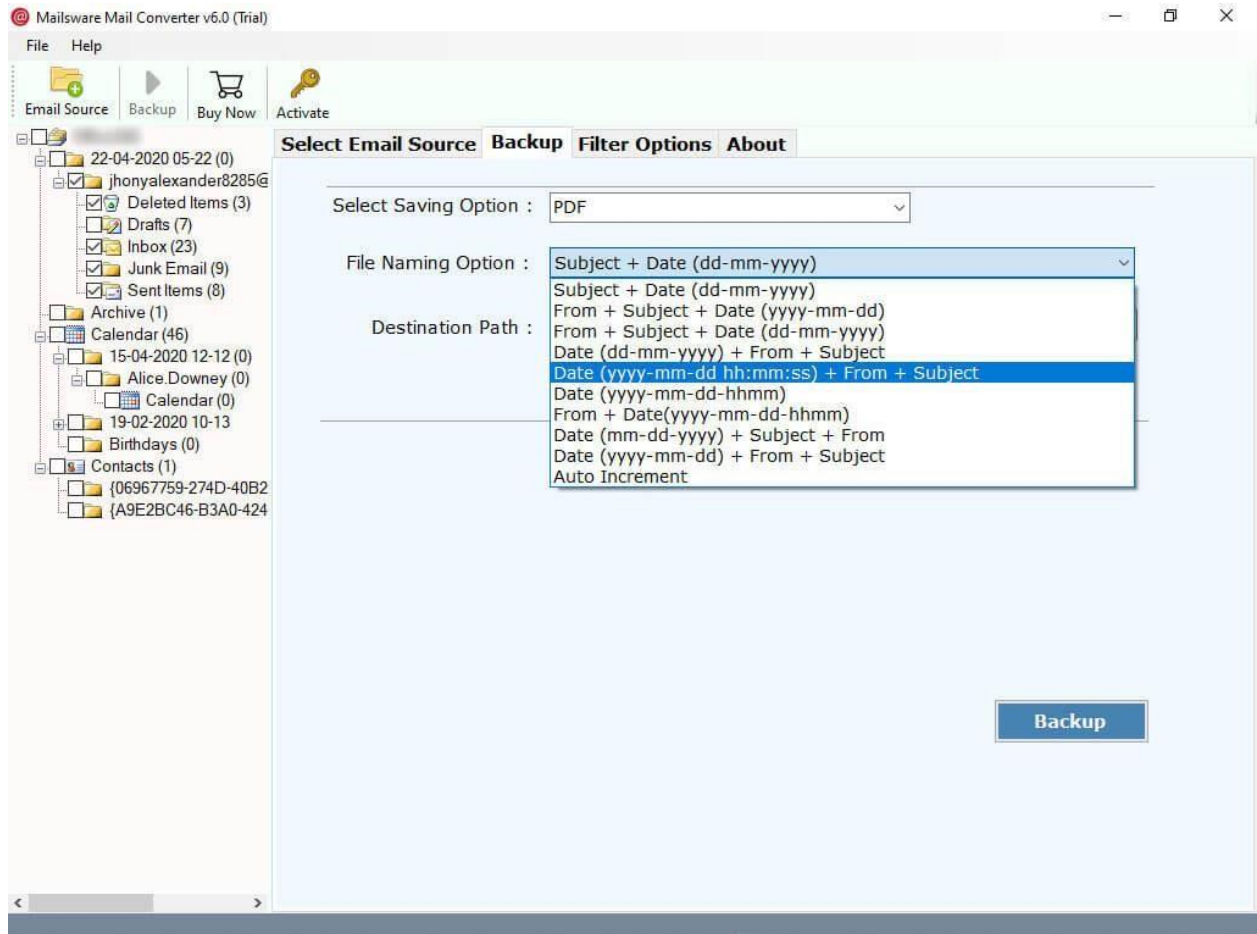 Mailsware Mail Converter v6.0 (Trial)
File Help
Email Source Backup Buy Now Activate
Select Email Source Backup Filter Options About
22-04-2020 05-22 (0)
jhonyalexander8285@
Deleted Items (3)
Drafts (7)
Inbox (23)
Junk Email (9)
Sent Items (8)
Archive (1)
Calendar (46)
15-04-2020 12-12 (0)
Alice.Downey (0)
Calendar (0)
19-02-2020 10-13
Birthdays (0)
Contacts (1)
{06967759-274D-40B2
{A9E2BC46-B3A0-424
Select Saving Option : PDF
File Naming Option : Subject + Date (dd-mm-yyyy)
Subject + Date (dd-mm-yyyy)
From + Subject + Date (yyyy-mm-dd)
From + Subject + Date (dd-mm-yyyy)
Destination Path :
Date (dd-mm-yyyy) + From + Subject
Date (yyyy-mm-dd hh:mm:ss) + From + Subject
Date (yyyy-mm-dd-hhmm)
From + Date(yyyy-mm-dd-hhmm)
Date (mm-dd-yyyy) + Subject + From
Date (yyyy-mm-dd) + From + Subject
Auto Increment
Backup